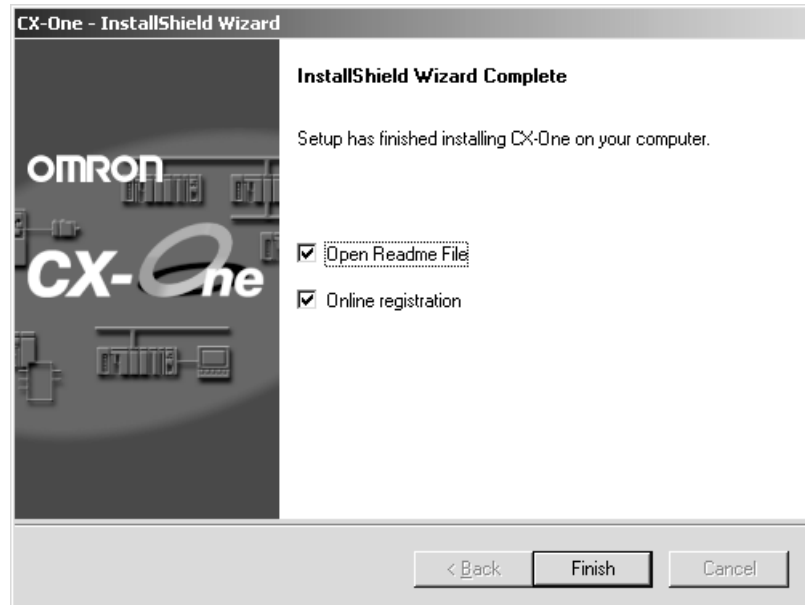 CX-One - InstallShield Wizard
InstallShield Wizard Complete
Setup has finished installing CX-One on your computer.
OMRON
CX-One
Open Readme File
Online registration
< Back
Finish
Cancel